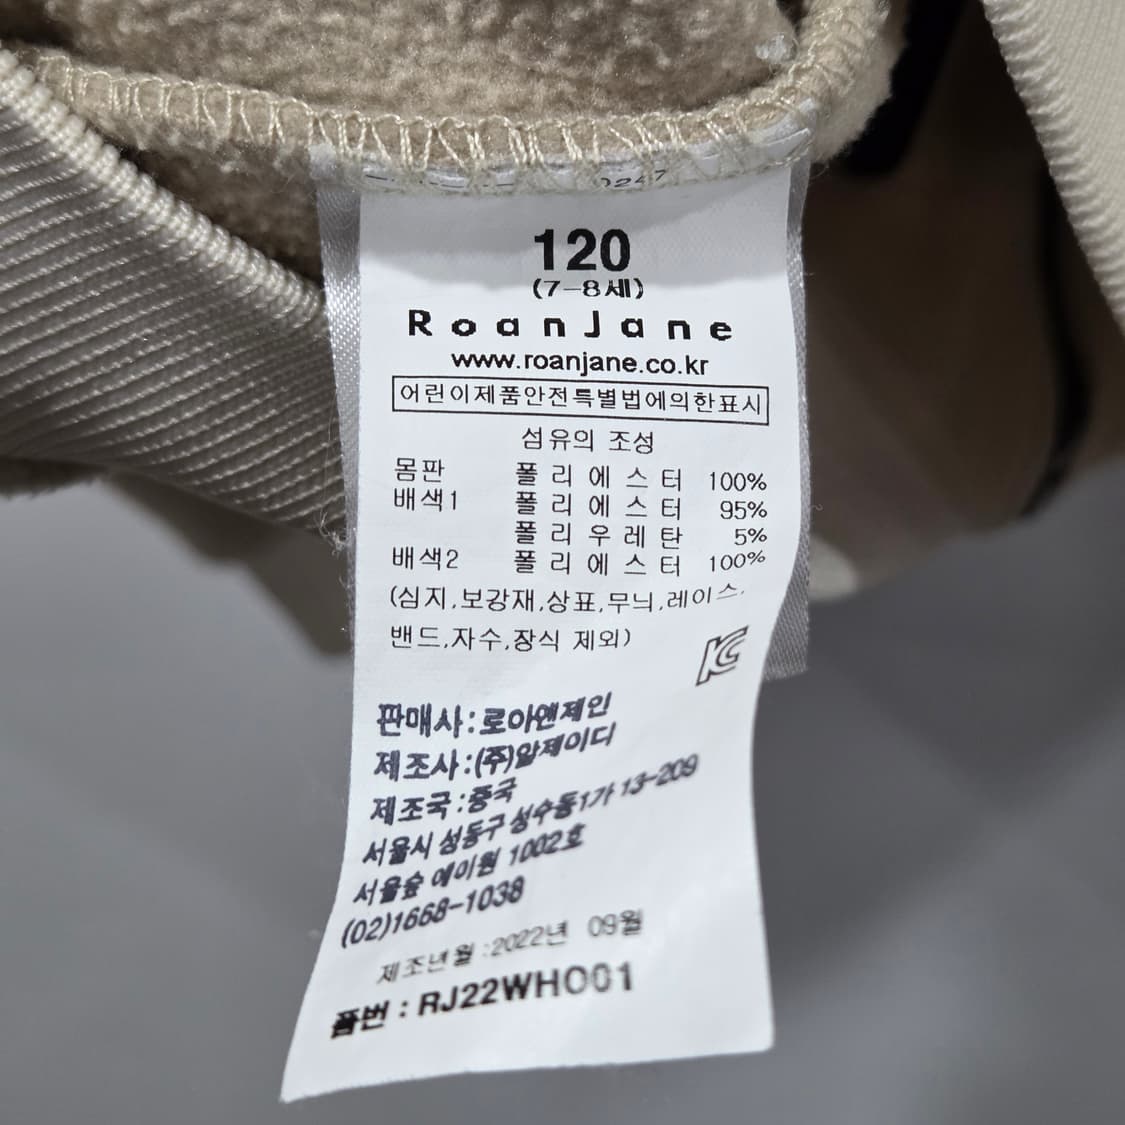 0247
120
(7-8세)
RoanJane
www.roanjane.co.kr
어린이제품안전특별법에의한표시
섬유의 조성
몸판 폴리에스터 100%
배색1 폴리에스터 95%
폴리우레탄 5%
배색2 폴리에스터 100%
(심지,보강재,상표,무늬,레이스,
밴드,자수,장식 제외)
KC
판매사:로아앤제인
제조사:(주)알제이디
제조국:중국
서울시 성동구 성수동1가 13-209
서울숲 에이원 1002호
(02)1668-1038
제조년월:2022년 09월
품번 : RJ22WHO01